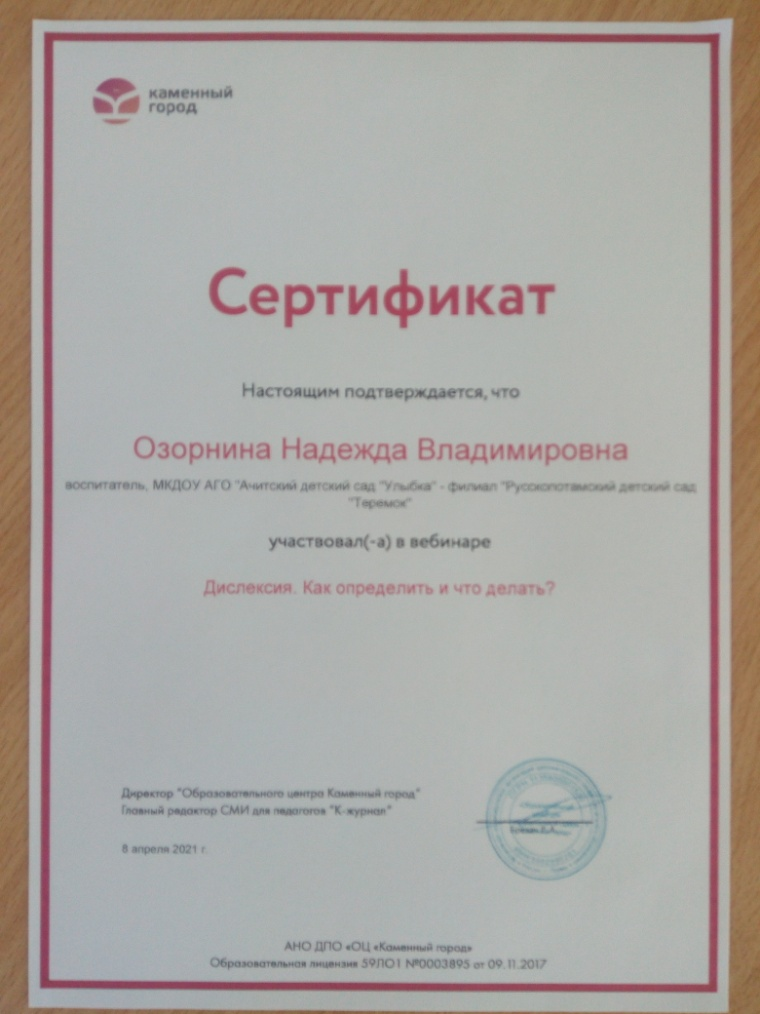 каменный
город
Сертификат
Настоящим подтверждается, что
Озорнина Надежда Владимировна
воспитатель, МКДОУ АГО "Ачитский детский сад "Улыбка" - филиал "Русскопотамский детский сад
"Теремок"
участвовал(-а) в вебинаре
Дислексия. Как определить и что делать?
Директор "Образовательного центра Каменный город"
Главный редактор СМИ для педагогов "К-журнал"
8 апреля 2021 г.
АНО ДПО «ОЦ «Каменный город»
Образовательная лицензия 59ЛО1 №0003895 от 09.11.2017